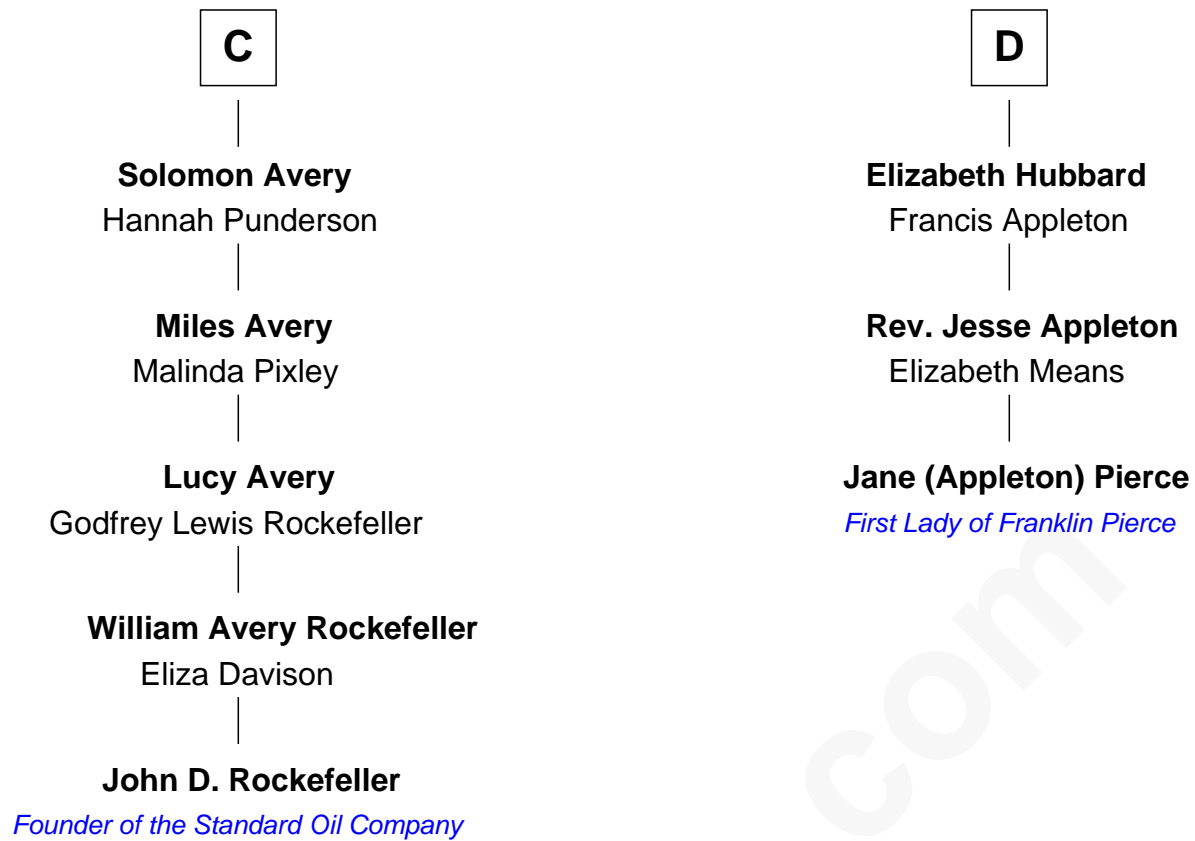 C
Solomon Avery
Hannah Punderson
Miles Avery
Malinda Pixley
Lucy Avery
Godfrey Lewis Rockefeller
William Avery Rockefeller
Eliza Davison
John D. Rockefeller
Founder of the Standard Oil Company
D
Elizabeth Hubbard
Francis Appleton
Rev. Jesse Appleton
Elizabeth Means
Jane (Appleton) Pierce
First Lady of Franklin Pierce
com